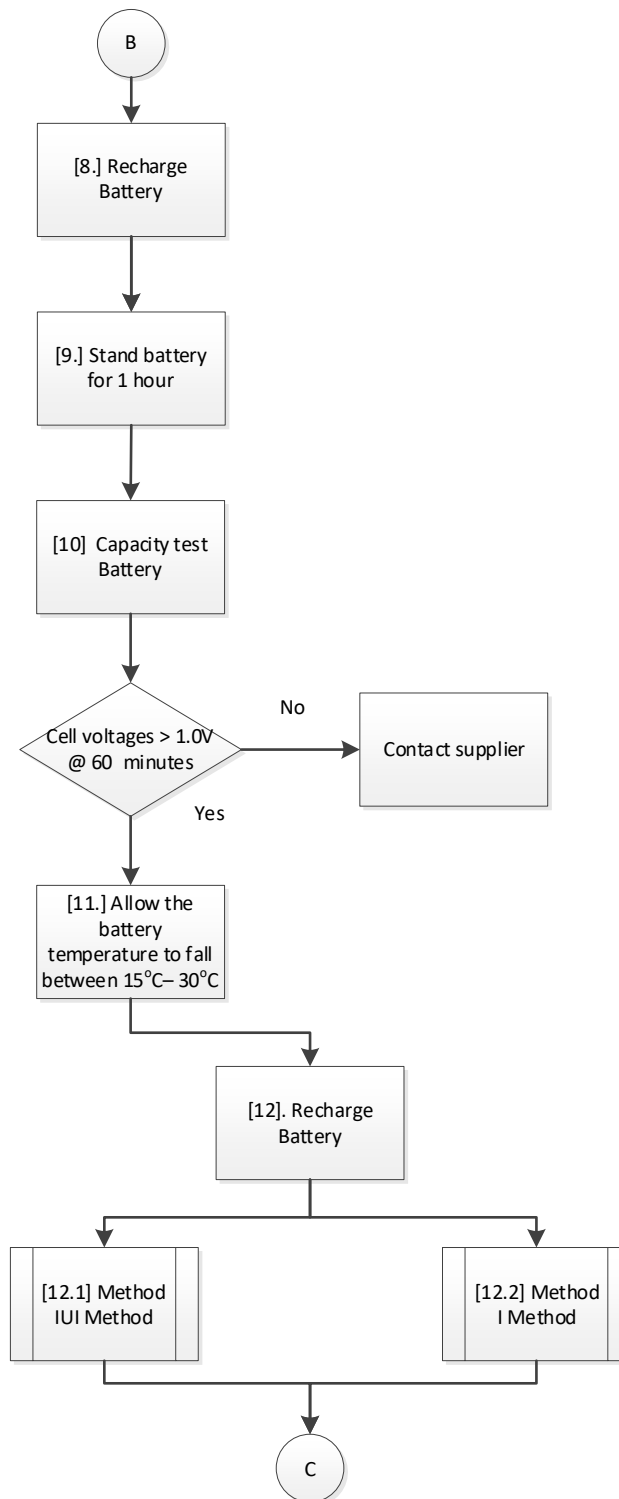 B
[8.] Recharge
Battery
[9.] Stand battery
for 1 hour
[10]  Capacity test
Battery
Cell voltages > 1.0V
@ 60  minutes
No
Contact supplier
Yes
[11.] Allow the
battery
temperature to fall
between 15°C– 30°C
[12]. Recharge
Battery
[12.1] Method
IUI Method
[12.2] Method
I Method
C